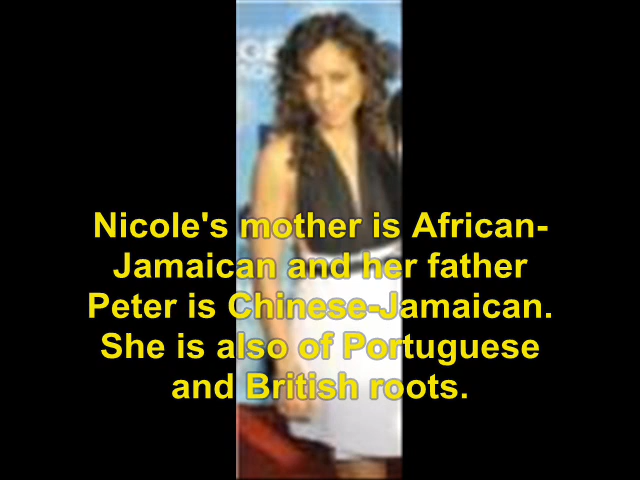 Nicole's mother is African-
Jamaican and her father
Peter is Chinese-Jamaican.
She is also of Portuguese
and British roots.